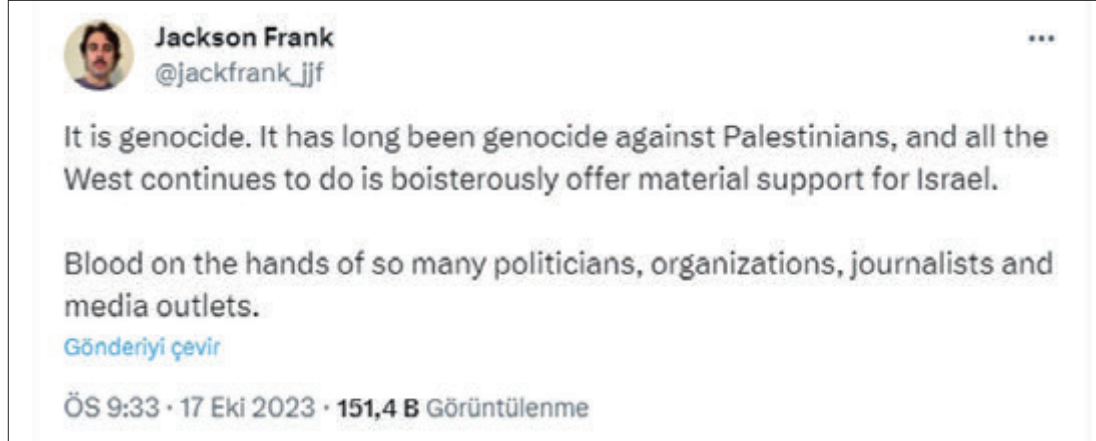 Jackson Frank
@jackfrank_jjf
It is genocide. It has long been genocide against Palestinians, and all the
West continues to do is boisterously offer material support for Israel.
Blood on the hands of so many politicians, organizations, journalists and
media outlets.
Gönderiyi çevir
ÖS 9:33 · 17 Eki 2023 · 151,4 B Görüntülenme